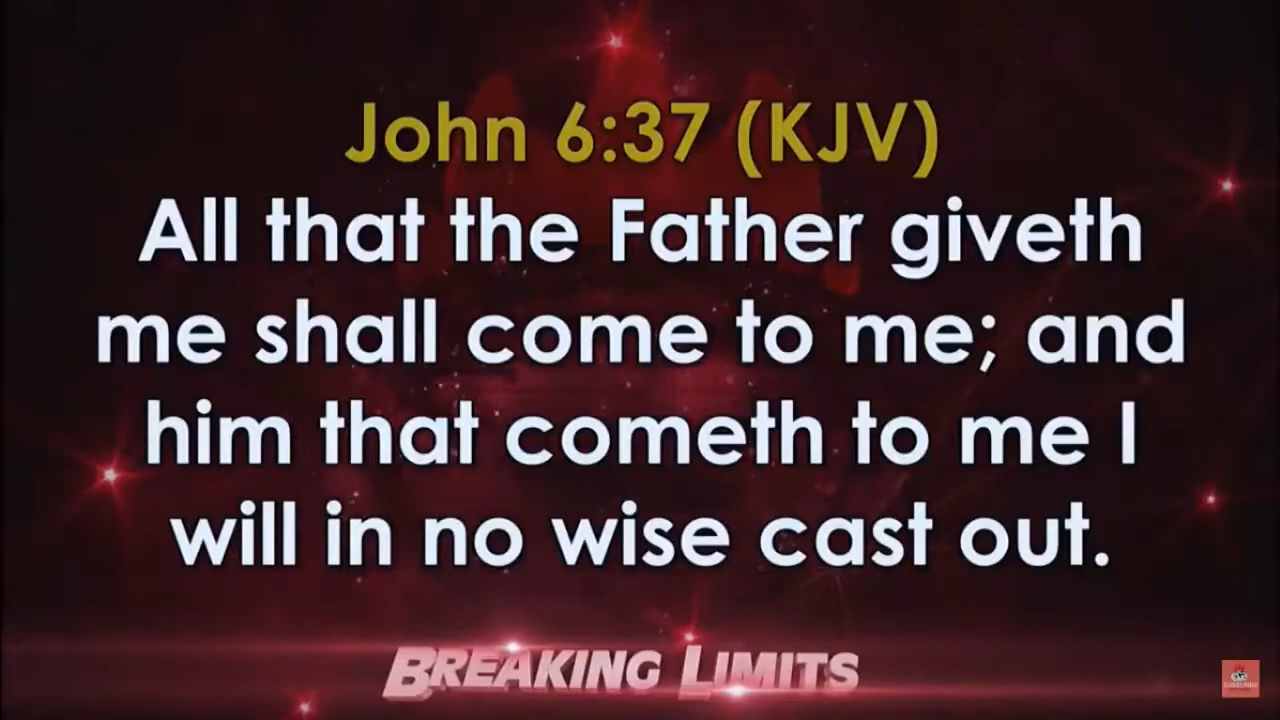 John 6:37 (KJV)
All that the Father giveth
me shall come to me; and
him that cometh to me I
will in no wise cast out.
BREAKING LIMITS